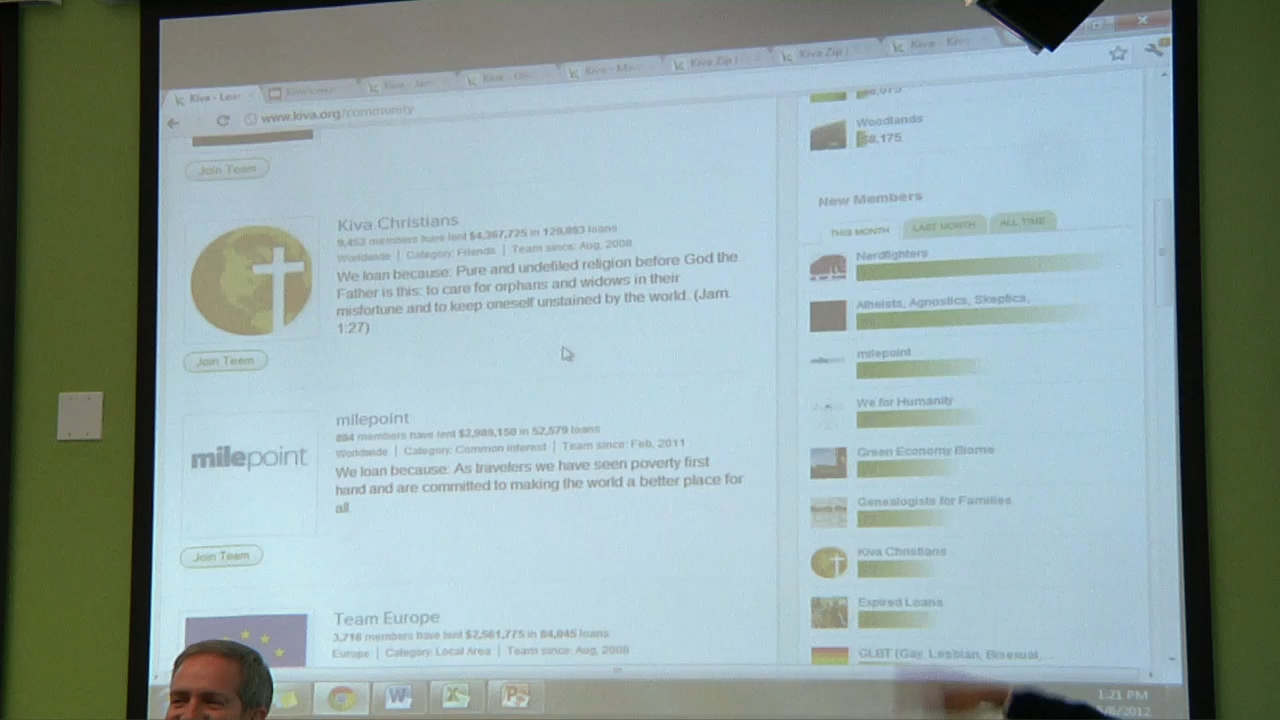 Kiva - Len
Kiva Zip |
Kiva Zip |
www.kiva.org/community
Join Team
Kiva Christians
9,452 members have lent $4,367,725 in 129,893 loans
Worldwide | Category: Friends | Team since: Aug, 2008
We loan because: Pure and undefiled religion before God the
Father is this: to care for orphans and widows in their
misfortune and to keep oneself unstained by the world. (Jam.
1:27)
Join Team
milepoint
milepoint
884 members have lent $2,988,150 in 52,579 loans
Worldwide | Category: Common Interest | Team since: Feb, 2011
We loan because: As travelers we have seen poverty first
hand and are committed to making the world a better place for
all.
Join Team
Team Europe
3,716 members have lent $2,561,775 in 84,045 loans
Europe | Category: Local Area | Team since: Aug, 2008
Woodlands
$8,175
New Members
THIS MONTH
LAST MONTH
ALL TIME
Nerdfighters
Atheists, Agnostics, Skeptics,
milepoint
We for Humanity
Green Economy Biome
Genealogists for Families
Kiva Christians
Expired Loans
GLBT (Gay, Lesbian, Bisexual,...
1:21 PM